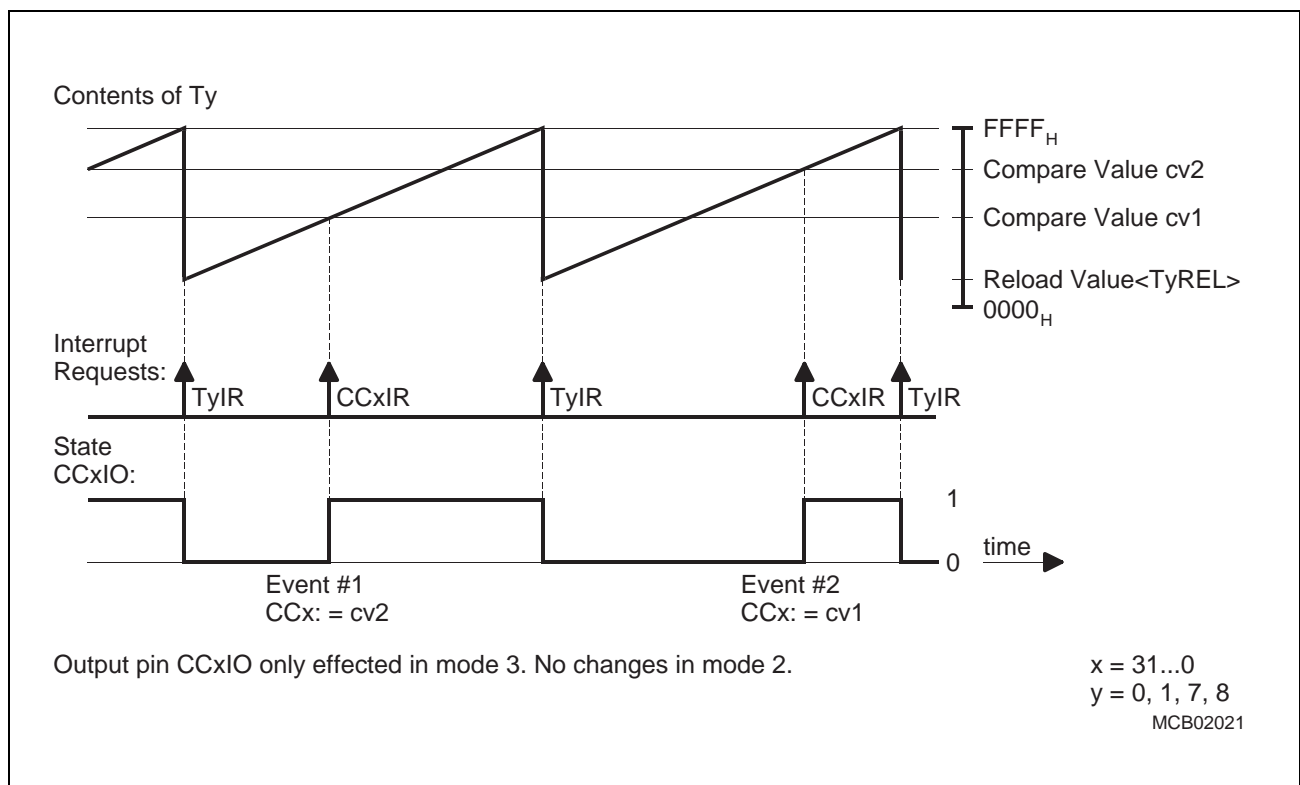 Contents of Ty
FFFFH
Compare Value cv2
Compare Value cv1
Reload Value<TyREL>
0000H
Interrupt
Requests:
TyIR
CCxIR
TyIR
CCxIR
TyIR
State
CCxIO:
1
0
time
Event #1
CCx: = cv2
Event #2
CCx: = cv1
Output pin CCxIO only effected in mode 3. No changes in mode 2.
x = 31...0
y = 0, 1, 7, 8
MCB02021